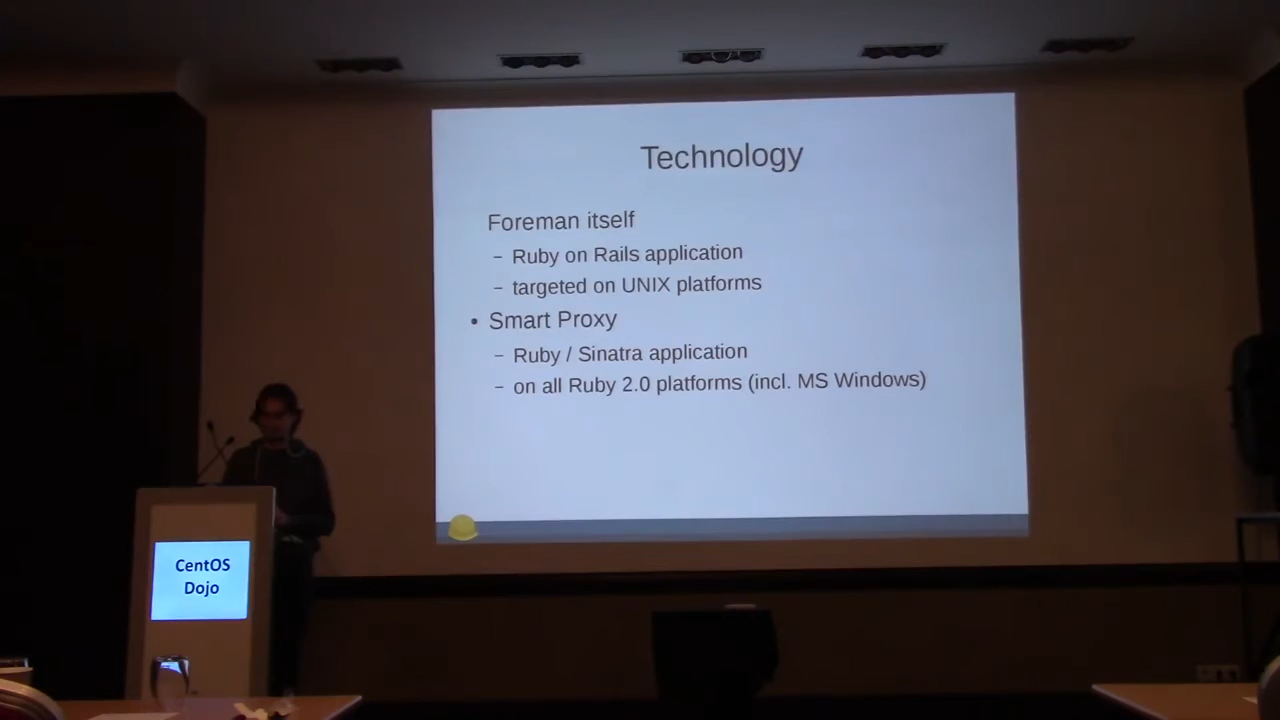 Technology
Foreman itself
– Ruby on Rails application
– targeted on UNIX platforms
• Smart Proxy
– Ruby / Sinatra application
– on all Ruby 2.0 platforms (incl. MS Windows)
CentOS
Dojo